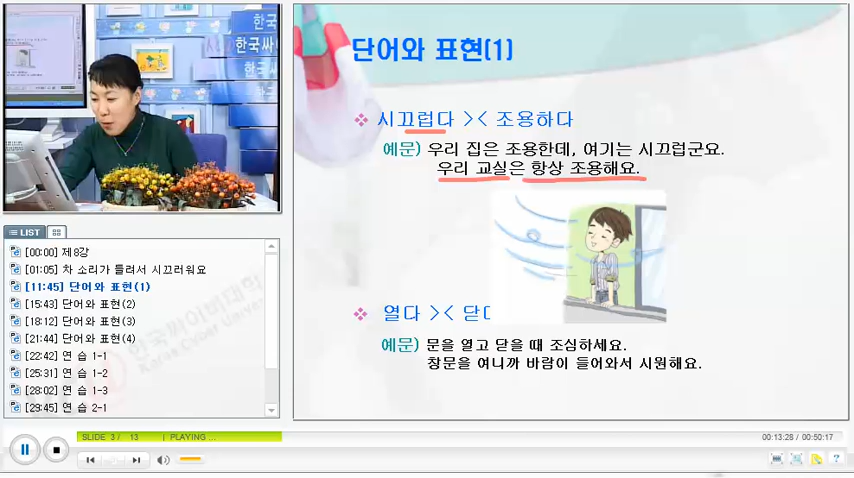 한국
한국싸이
단어와 표현(1)
시끄럽다 >< 조용하다
예문) 우리 집은 조용한데, 여기는 시끄럽군요.
우리 교실은 항상 조용해요.
열다 >< 닫
예문) 문을 열고 닫을 때 조심하세요.
창문을 여니까 바람이 들어와서 시원해요.
LIST
[00:00] 제8강
[01:05] 차 소리가 들려서 시끄러워요
[11:45] 단어와 표현(1)
[15:43] 단어와 표현(2)
[18:12] 단어와 표현(3)
[21:44] 단어와 표현(4)
[22:42] 연 습 1-1
[25:31] 연 습 1-2
[28:02] 연 습 1-3
[29:45] 연 습 2-1
SLIDE 3 / 13 | PLAYING ...
00:13:28 / 00:50:17